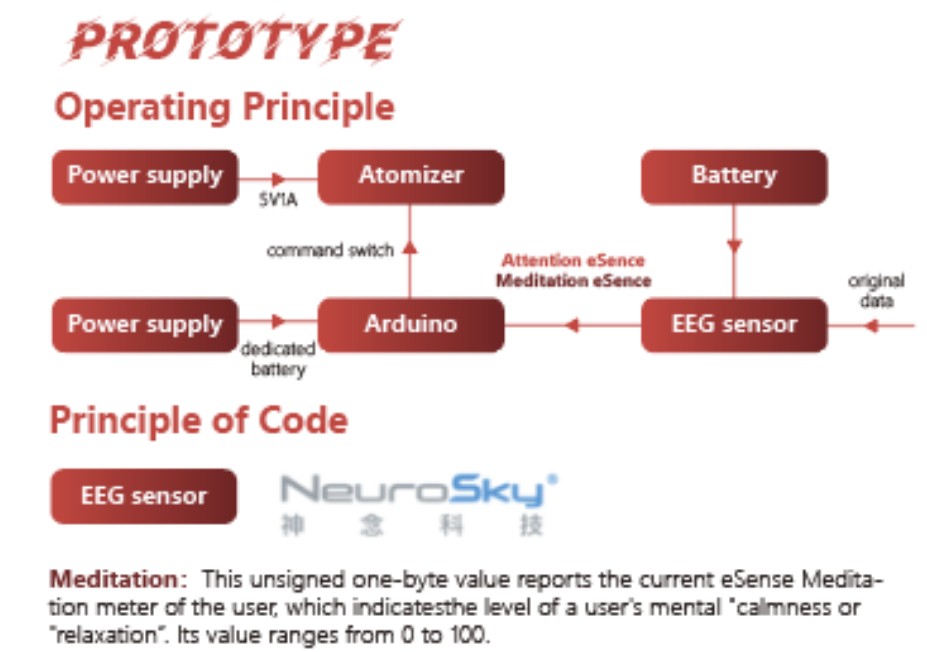 PROTOTYPE
Operating Principle
Power supply
5V1A
Atomizer
Battery
command switch
Attention eSence
Meditation eSence
original
data
Power supply
dedicated
battery
Arduino
EEG sensor
Principle of Code
EEG sensor
NeuroSky®
神念科技
Meditation： This unsigned one-byte value reports the current eSense Medita-
tion meter of the user, which indicatesthe level of a user's mental "calmness or
"relaxation". Its value ranges from 0 to 100.